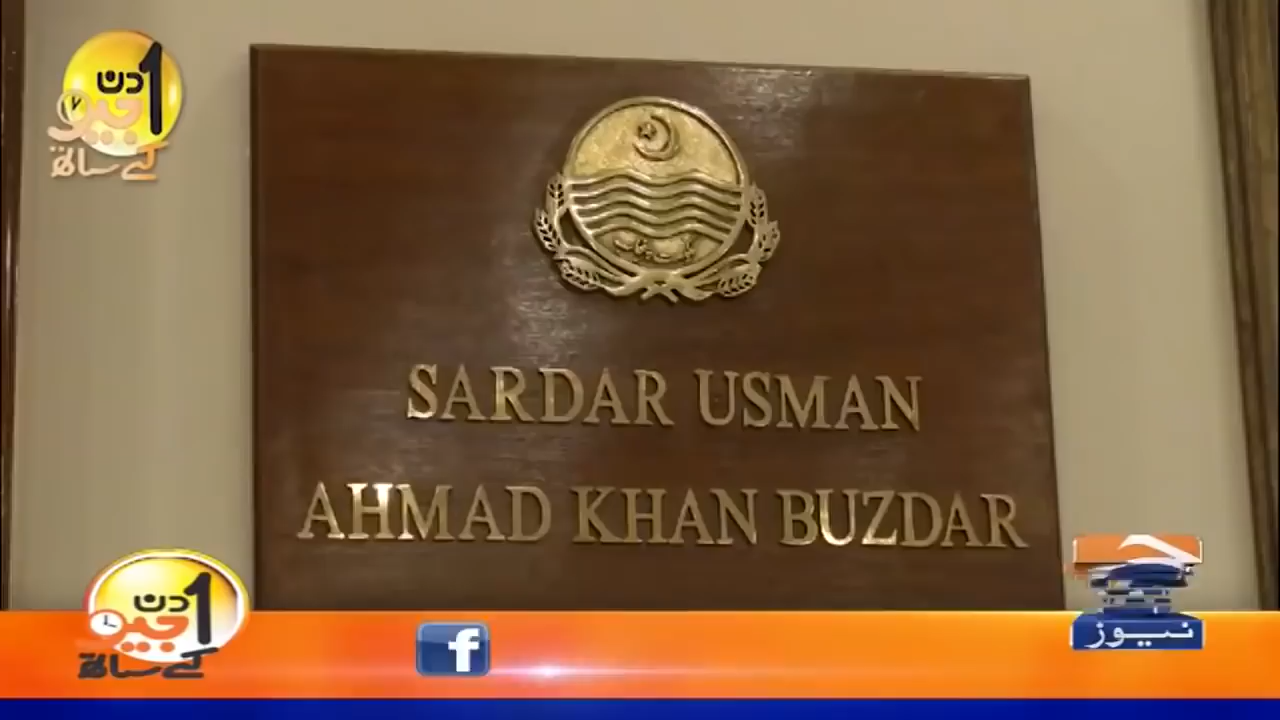 1 دن
جیو
کے ساتھ
SARDAR USMAN
AHMAD KHAN BUZDAR
1 دن
جیو
کے ساتھ
f
نیوز